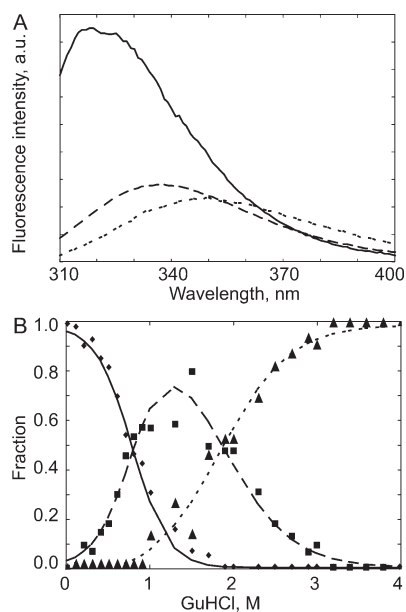 A
Fluorescence intensity, a.u.
310 340 370 400
Wavelength, nm
B
1.0
0.8
0.6
0.4
0.2
0.0
Fraction
0 1 2 3 4
GuHCl, M